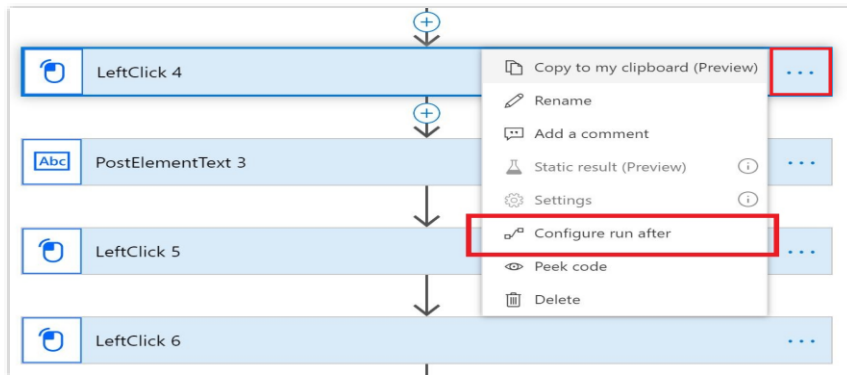 LeftClick 4
Copy to my clipboard (Preview)
Rename
Add a comment
Abc
PostElementText 3
Static result (Preview)
Settings
Configure run after
LeftClick 5
Peek code
Delete
LeftClick 6